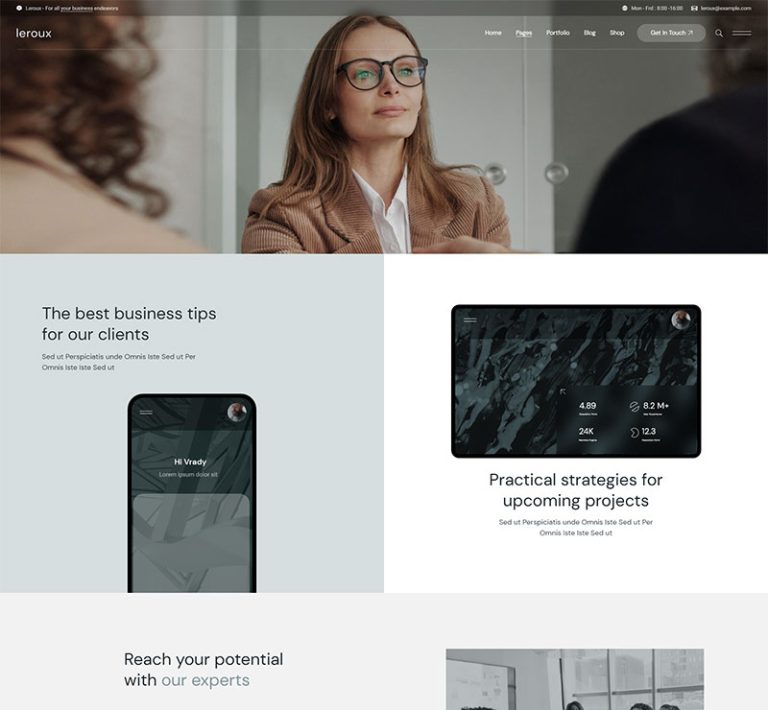 Leroux - For all your business endeavors
Mon - Frd : 8:00 -16:00
leroux@example.com
leroux
Home
Pages
Portfolio
Blog
Shop
Get In Touch
The best business tips
for our clients
Sed ut Perspiciatis unde Omnis Iste Sed ut Per
Omnis Iste Iste Sed ut
Hi Vrady
Lorem ipsum dolor sit
4.89
8.2 M+
24K
12.3
Practical strategies for
upcoming projects
Sed ut Perspiciatis unde Omnis Iste Sed ut Per
Omnis Iste Iste Sed ut
Reach your potential
with our experts